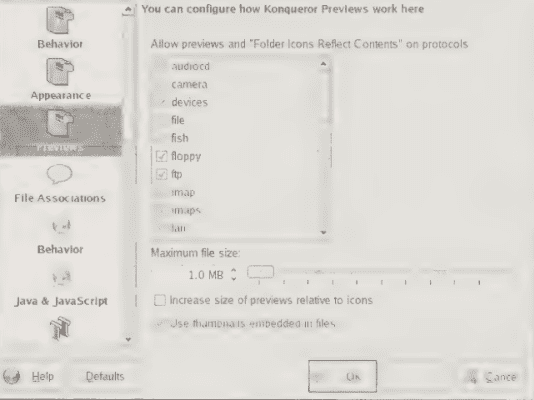 You can configure how Konqueror Previews work here
Behavior
Appearance
Previews
File Associations
Behavior
Java & JavaScript
Allow previews and "Folder Icons Reflect Contents" on protocols
audiocd
camera
devices
file
fish
floppy
ftp
imap
imaps
lan
Maximum file size:
1.0 MB
Increase size of previews relative to icons
Use thumbnails embedded in files
Help
Defaults
OK
Cance